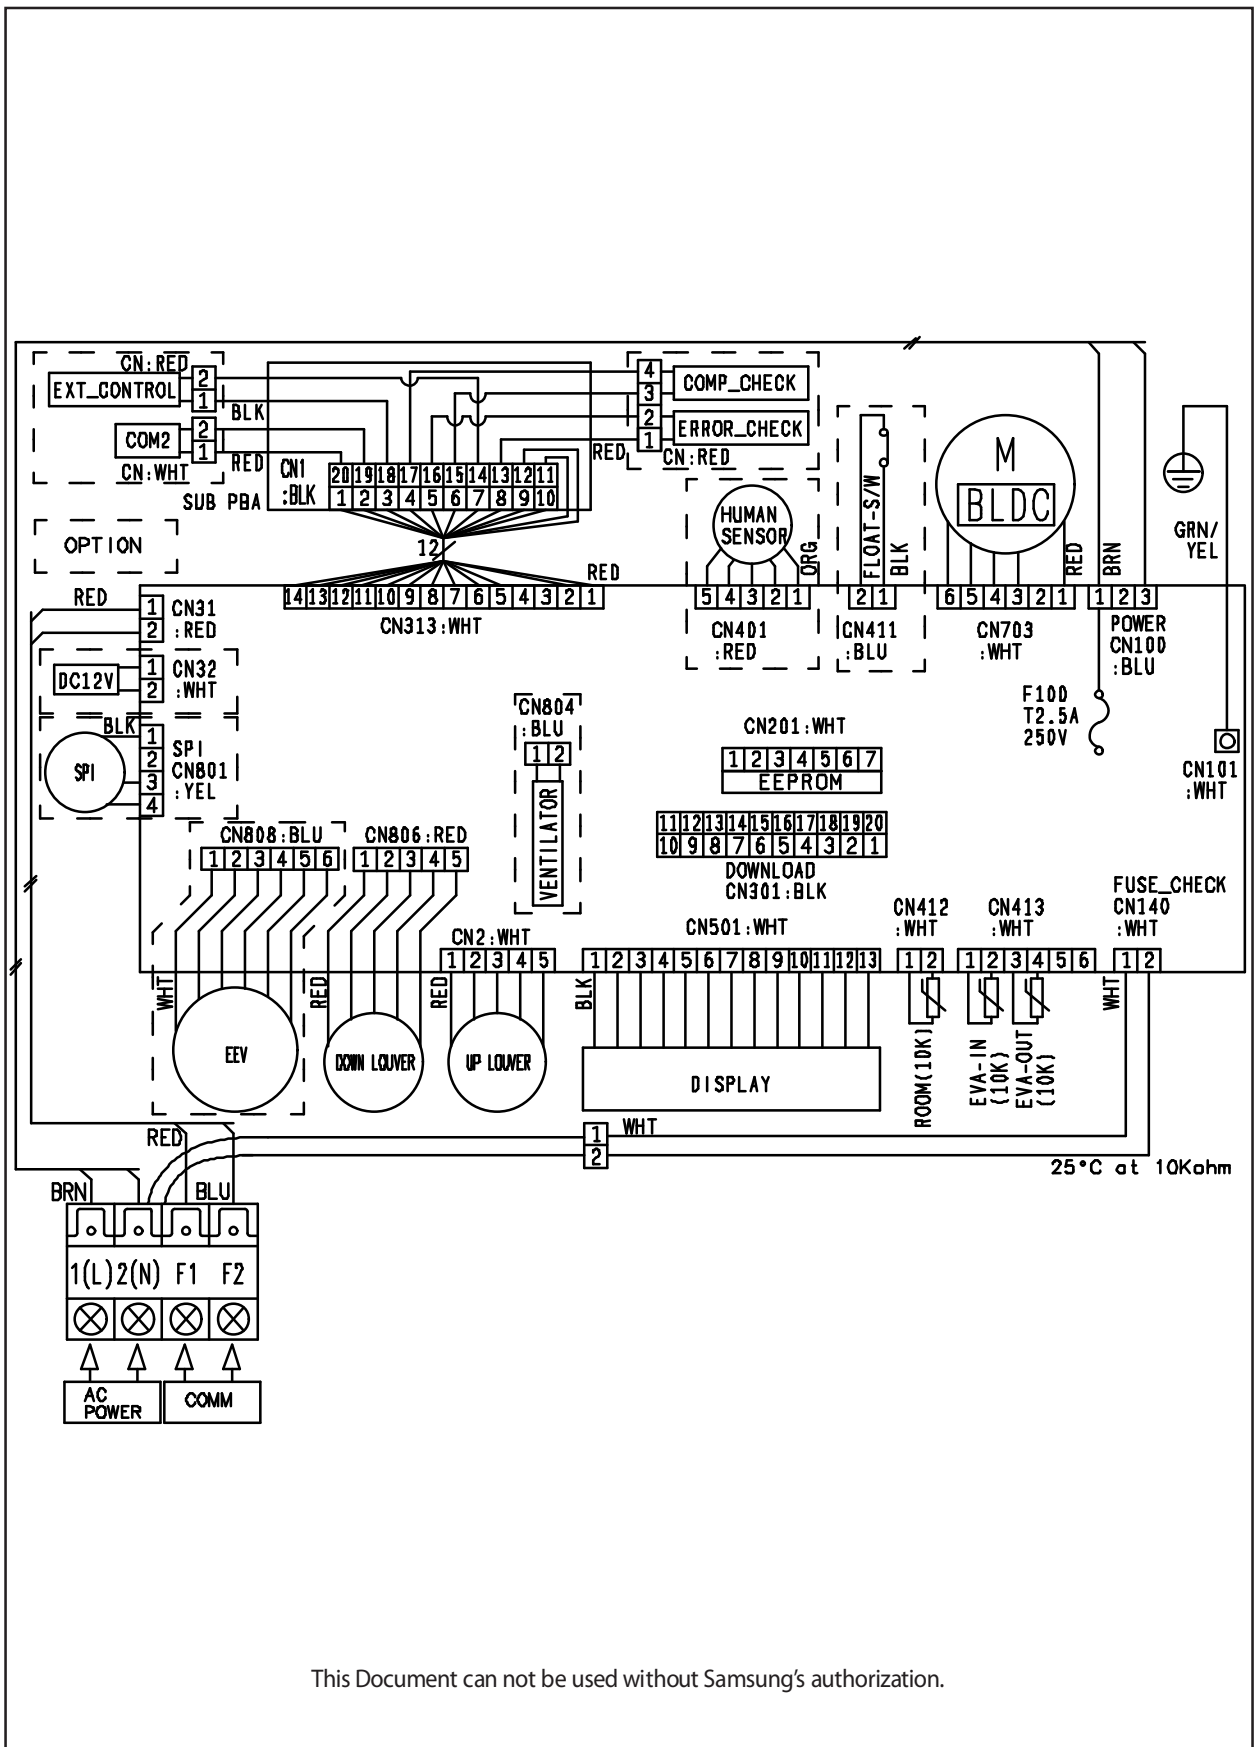 CN:RED
EXT_CONTROL
2
1
BLK
COM2
2
1
CN:WHT
RED
SUB PBA
CN1
:BLK
20 19 18 17 16 15 14 13 12 11
1 2 3 4 5 6 7 8 9 10
4
3
2
1
COMP_CHECK
ERROR_CHECK
RED
CN:RED
OPTION
12
RED
HUMAN
SENSOR
ORG
FLOAT-S/W
BLK
M
BLDC
RED
BRN
GRN/
YEL
RED
1
2
CN31
:RED
14 13 12 11 10 9 8 7 6 5 4 3 2 1
CN313:WHT
5 4 3 2 1
CN401
:RED
2 1
CN411
:BLU
6 5 4 3 2 1
CN703
:WHT
1 2 3
POWER
CN100
:BLU
DC12V
1
2
CN32
:WHT
BLK
SPI
1
2
3
4
SPI
CN801
:YEL
CN804
:BLU
1 2
VENTILATOR
CN201:WHT
1 2 3 4 5 6 7
EEPROM
F100
T2.5A
250V
CN101
:WHT
11 12 13 14 15 16 17 18 19 20
10 9 8 7 6 5 4 3 2 1
DOWNLOAD
CN301:BLK
CN808:BLU
1 2 3 4 5 6
CN806:RED
1 2 3 4 5
CN2:WHT
1 2 3 4 5
CN501:WHT
1 2 3 4 5 6 7 8 9 10 11 12 13
CN412
:WHT
1 2
CN413
:WHT
1 2 3 4 5 6
FUSE_CHECK
CN140
:WHT
1 2
WHT
EEV
RED
DOWN LOUVER
RED
UP LOUVER
BLK
DISPLAY
ROOM(10K)
EVA-IN
(10K)
EVA-OUT
(10K)
WHT
1
2
WHT
25°C at 10Kohm
RED
BRN
BLU
1(L) 2(N) F1 F2
AC
POWER
COMM
This Document can not be used without Samsung's authorization.